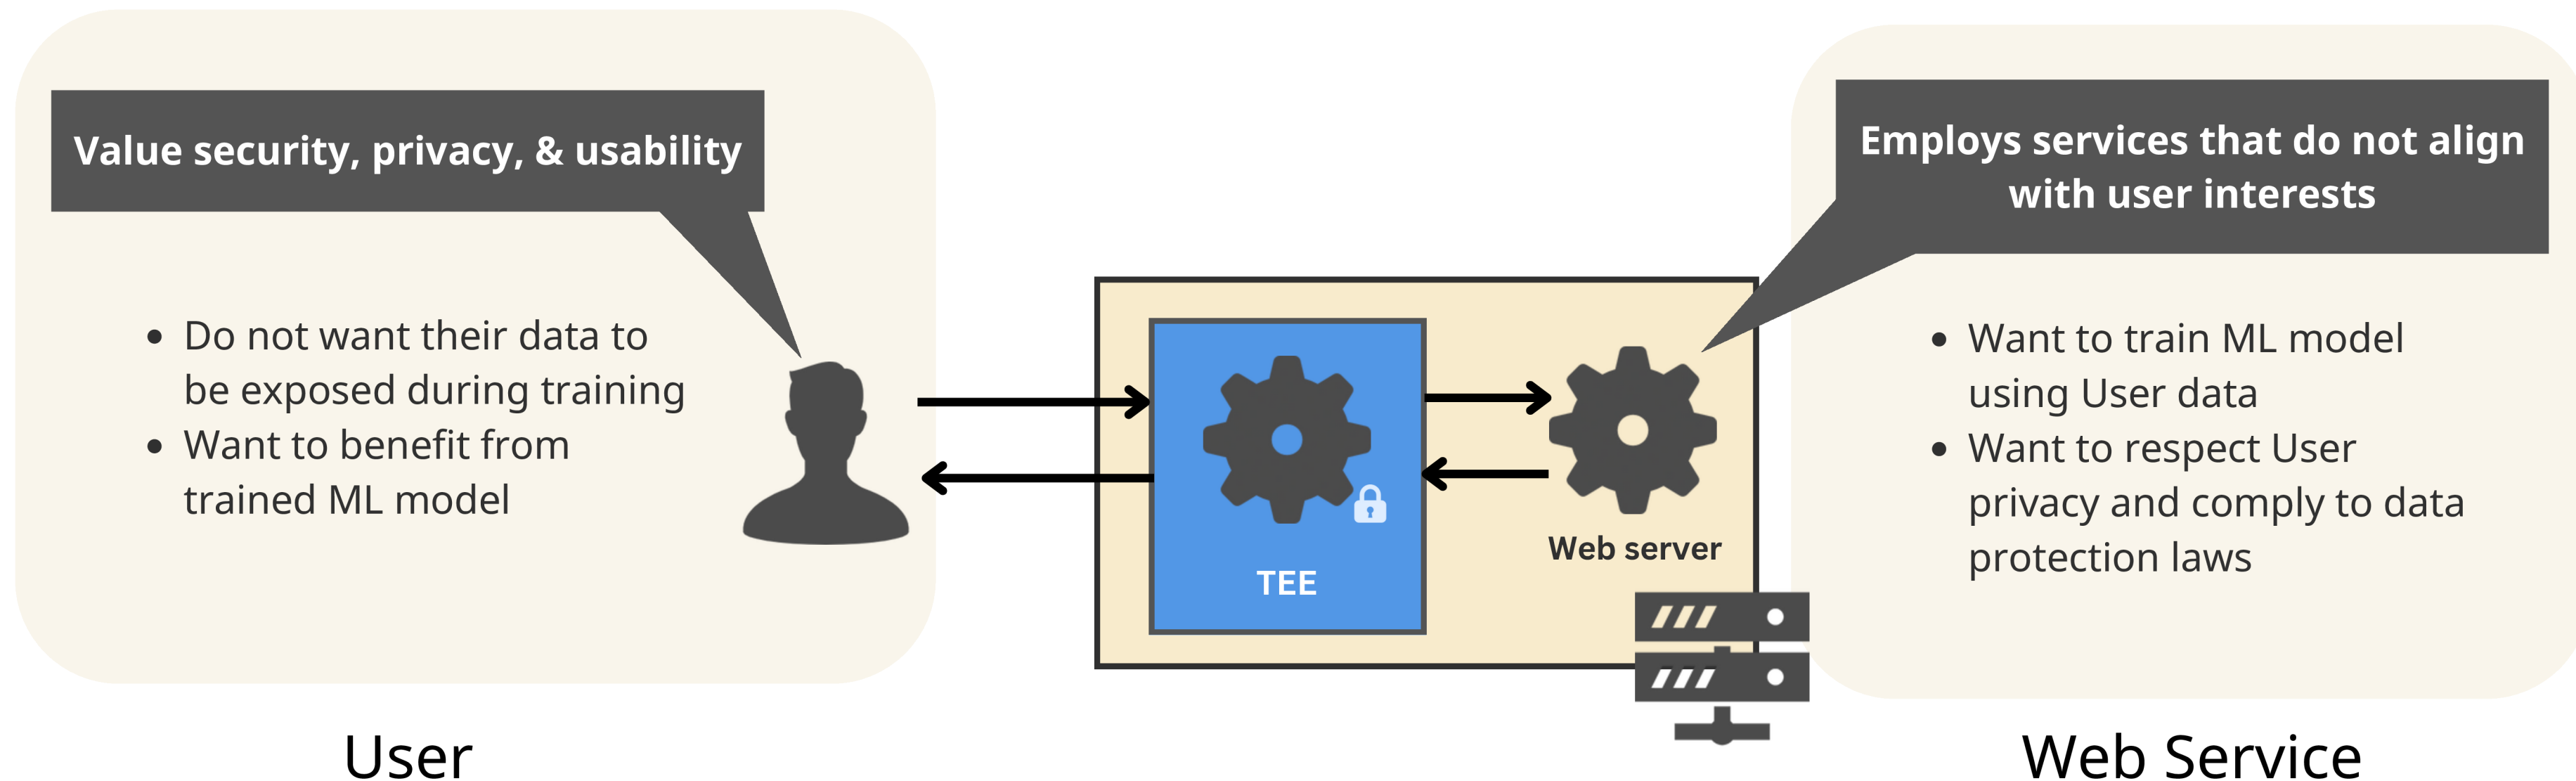 Value security, privacy, & usability
• Do not want their data to
be exposed during training
• Want to benefit from
trained ML model
User
TEE
Web server
Employs services that do not align
with user interests
• Want to train ML model
using User data
• Want to respect User
privacy and comply to data
protection laws
Web Service